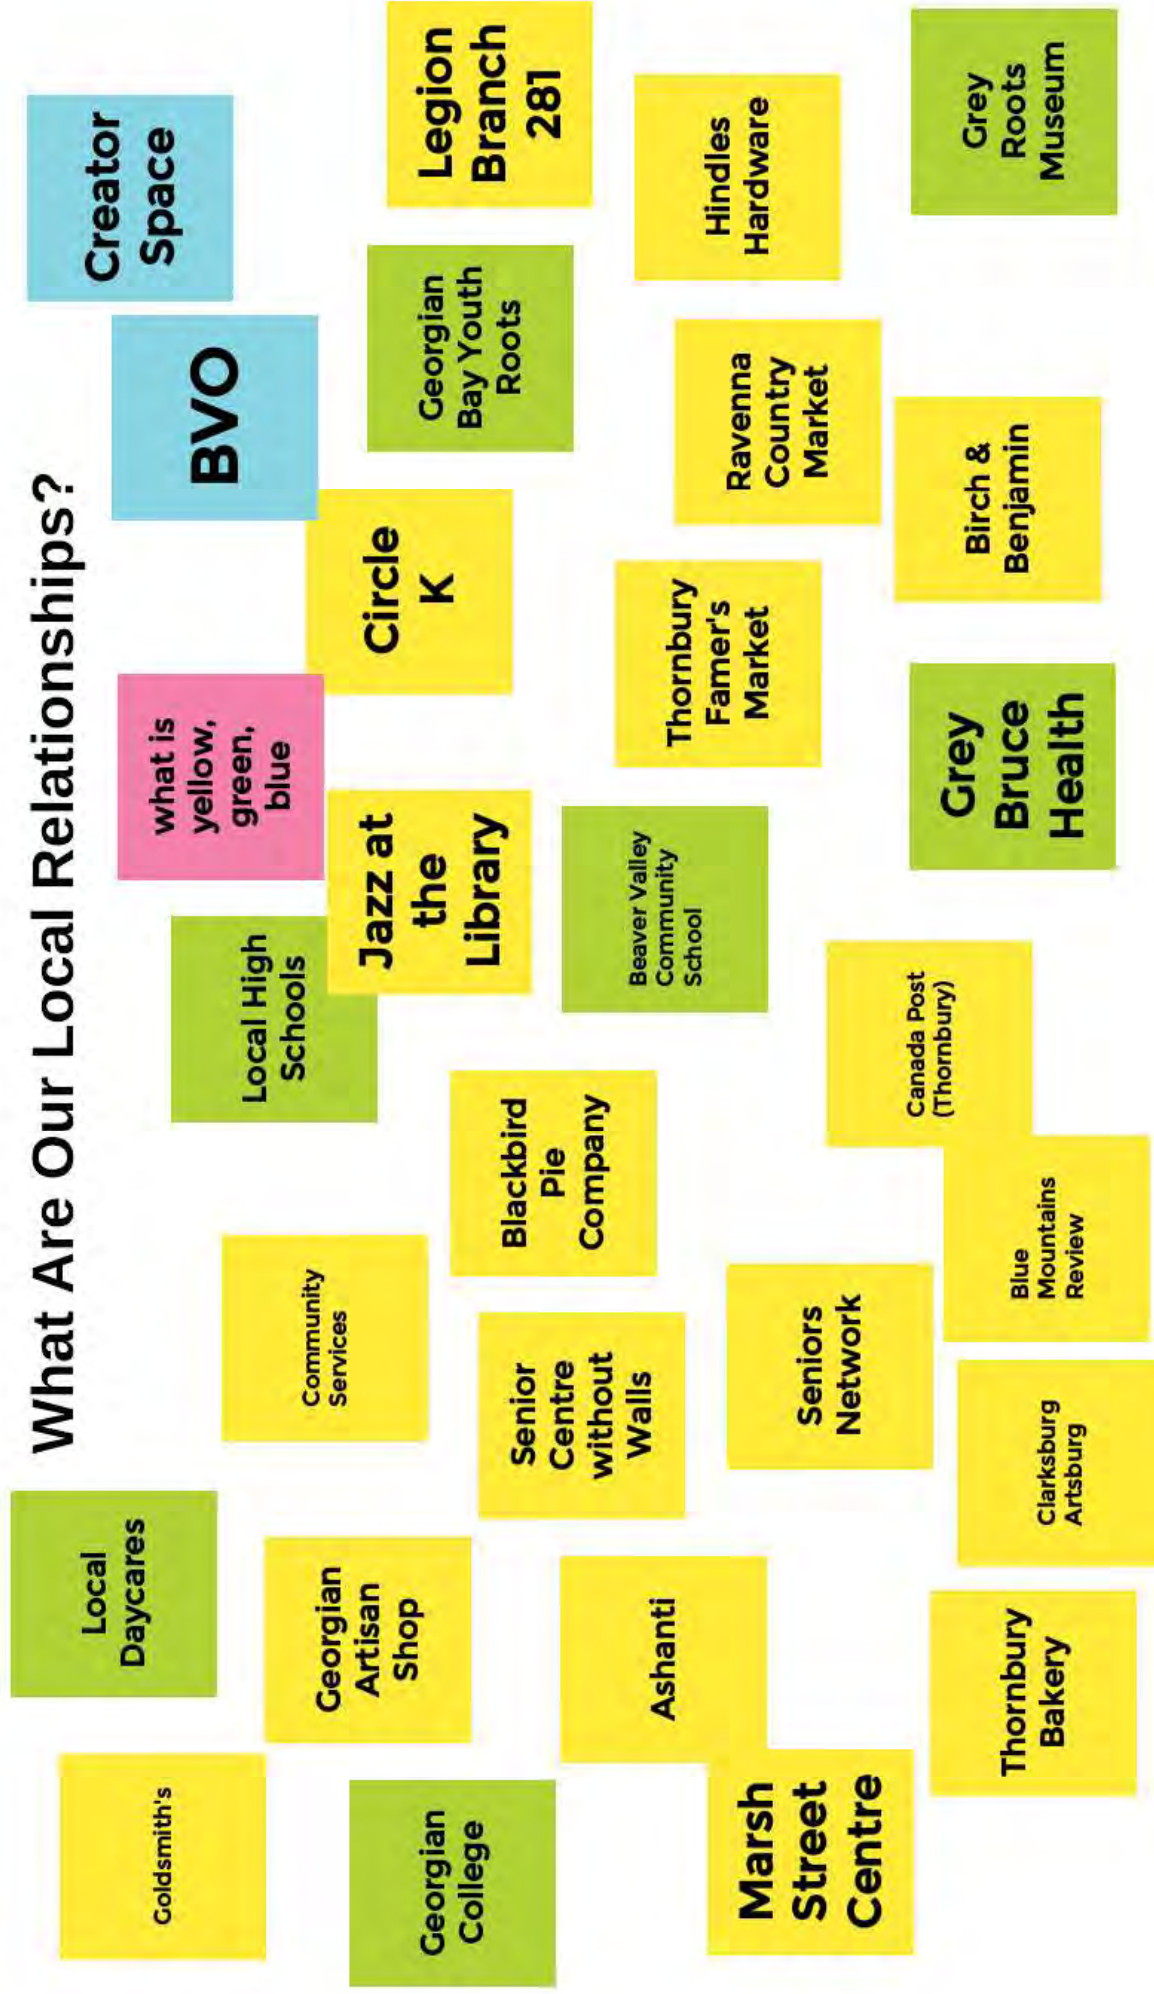 What Are Our Local Relationships?
Goldsmith's
Local
Daycares
Georgian
College
Georgian
Artisan
Shop
Community
Services
Local High
Schools
what is
yellow,
green,
blue
BVO
Creator
Space
Jazz at
the
Library
Circle
K
Georgian
Bay Youth
Roots
Legion
Branch
281
Senior
Centre
without
Walls
Blackbird
Pie
Company
Ashanti
Beaver Valley
Community
School
Thornbury
Famer's
Market
Ravenna
Country
Market
Hindles
Hardware
Marsh
Street
Centre
Seniors
Network
Canada Post
(Thornbury)
Thornbury
Bakery
Clarksburg
Artsburg
Blue
Mountains
Review
Grey
Bruce
Health
Birch &
Benjamin
Grey
Roots
Museum